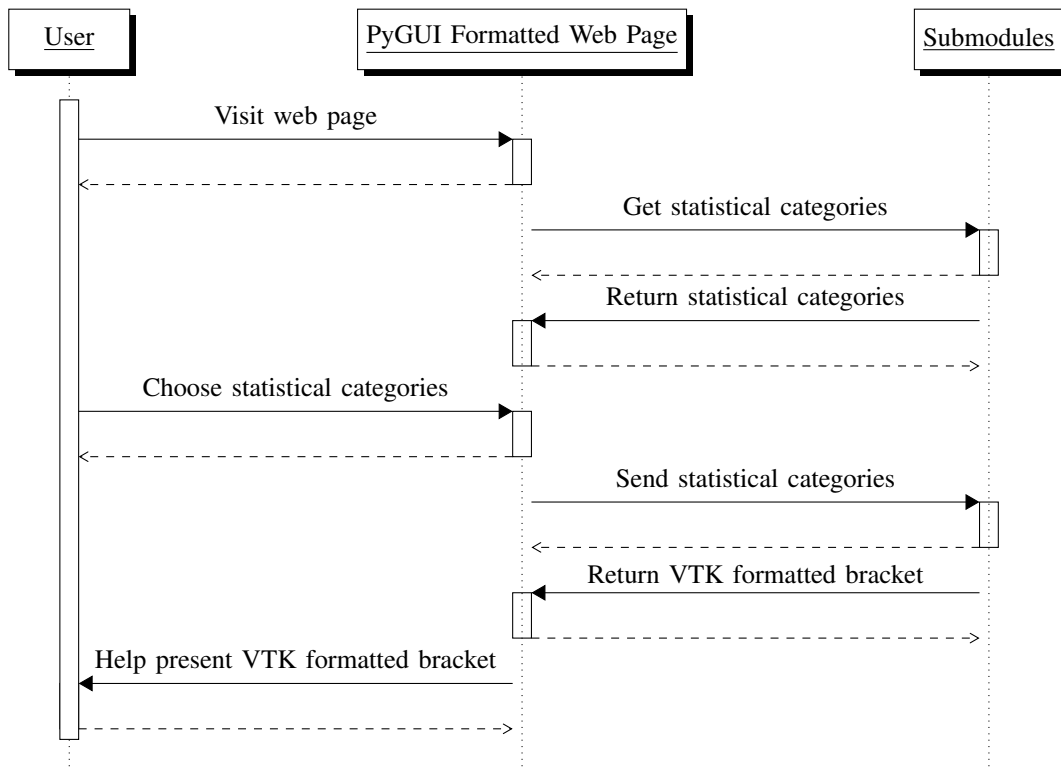 User
PyGUI Formatted Web Page
Submodules
Visit web page
Get statistical categories
Return statistical categories
Choose statistical categories
Send statistical categories
Return VTK formatted bracket
Help present VTK formatted bracket